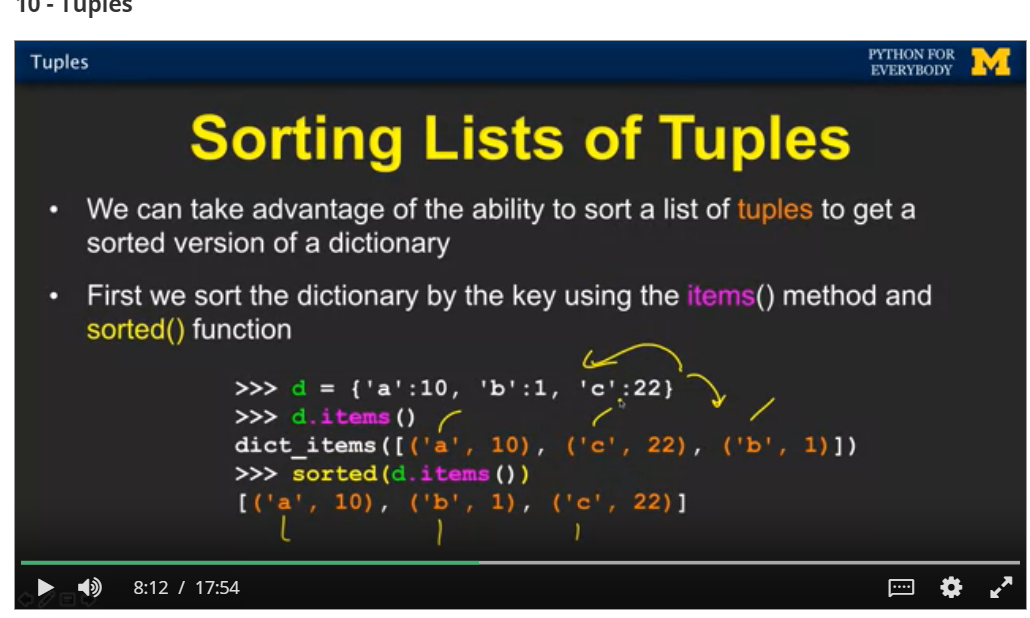 10 - Tuples
Tuples
PYTHON FOR
EVERYBODY
M
Sorting Lists of Tuples
• We can take advantage of the ability to sort a list of tuples to get a
sorted version of a dictionary
• First we sort the dictionary by the key using the items() method and
sorted() function
>>> d = {'a':10, 'b':1, 'c':22}
>>> d.items()
dict_items([('a', 10), ('c', 22), ('b', 1)])
>>> sorted(d.items())
[('a', 10), ('b', 1), ('c', 22)]
8:12 / 17:54